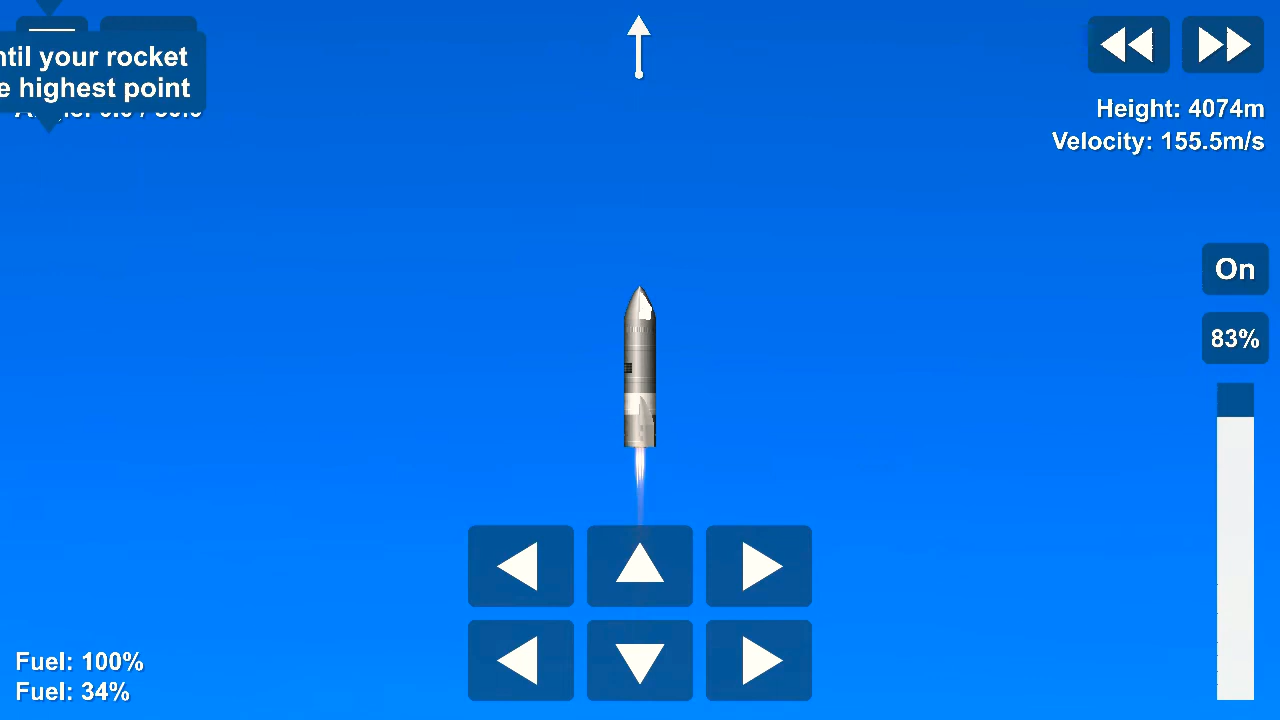 ntil your rocket
e highest point
Height: 4074m
Velocity: 155.5m/s
On
83%
Fuel: 100%
Fuel: 34%